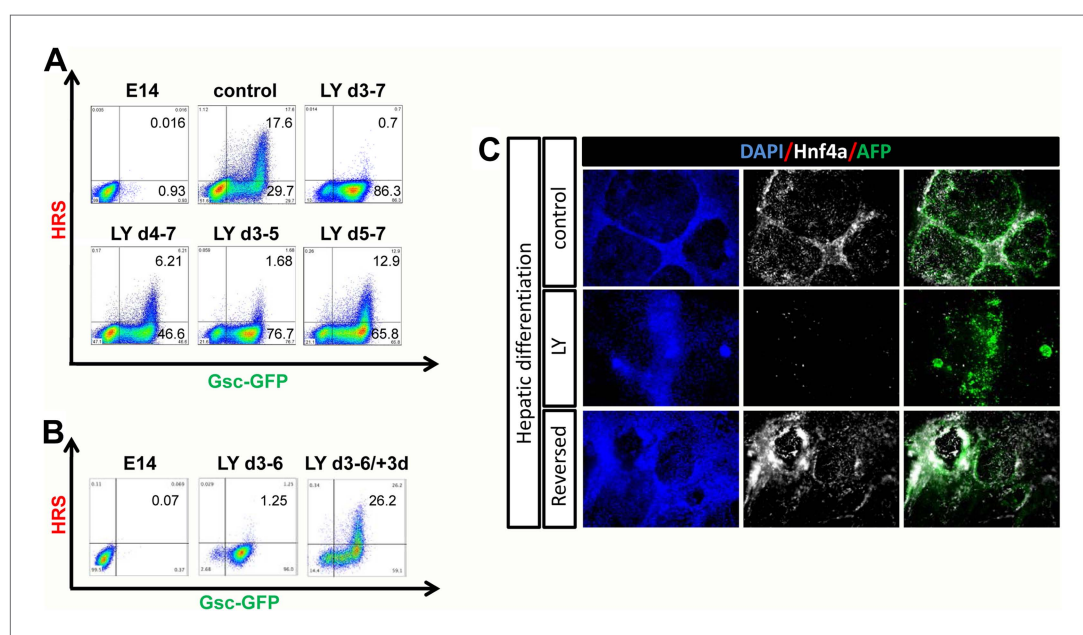 A
E14
control
LY d3-7
0.016
17.6
0.7
0.93
29.7
86.3
LY d4-7
LY d3-5
LY d5-7
6.21
1.68
12.9
46.6
76.7
65.8
HRS
Gsc-GFP
B
E14
LY d3-6
LY d3-6/+3d
0.07
1.25
26.2
HRS
Gsc-GFP
C
DAPI/Hnf4a/AFP
Hepatic differentiation
control
LY
Reversed